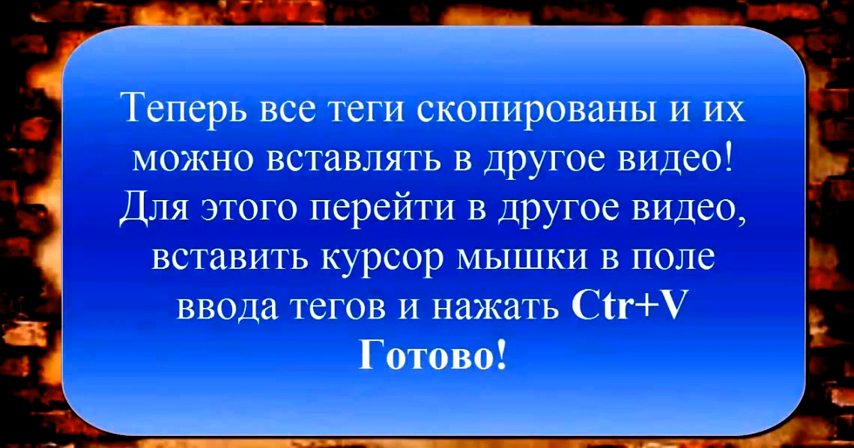 Теперь все теги скопированы и их
можно вставлять в другое видео!
Для этого перейти в другое видео,
вставить курсор мышки в поле
ввода тегов и нажать Ctr+V
Готово!